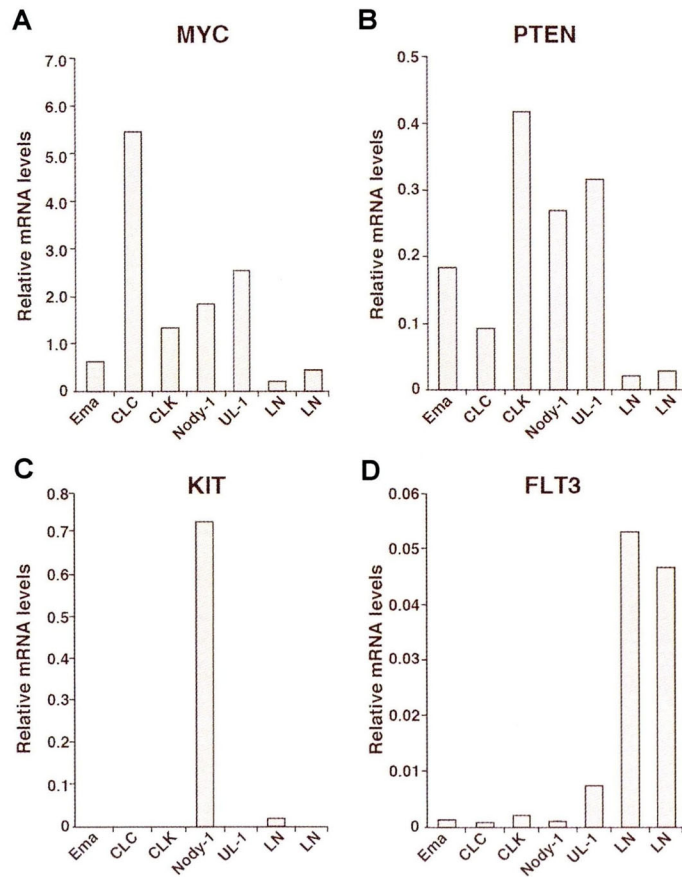 A
MYC
Relative mRNA levels
7.0
6.0
5.0
4.0
3.0
2.0
1.0
0
Ema CLC CLK Nody-1 UL-1 LN LN
B
PTEN
Relative mRNA levels
0.5
0.4
0.3
0.2
0.1
0
Ema CLC CLK Nody-1 UL-1 LN LN
C
KIT
Relative mRNA levels
0.8
0.7
0.6
0.5
0.4
0.3
0.2
0.1
0
Ema CLC CLK Nody-1 UL-1 LN LN
D
FLT3
Relative mRNA levels
0.06
0.05
0.04
0.03
0.02
0.01
0
Ema CLC CLK Nody-1 UL-1 LN LN